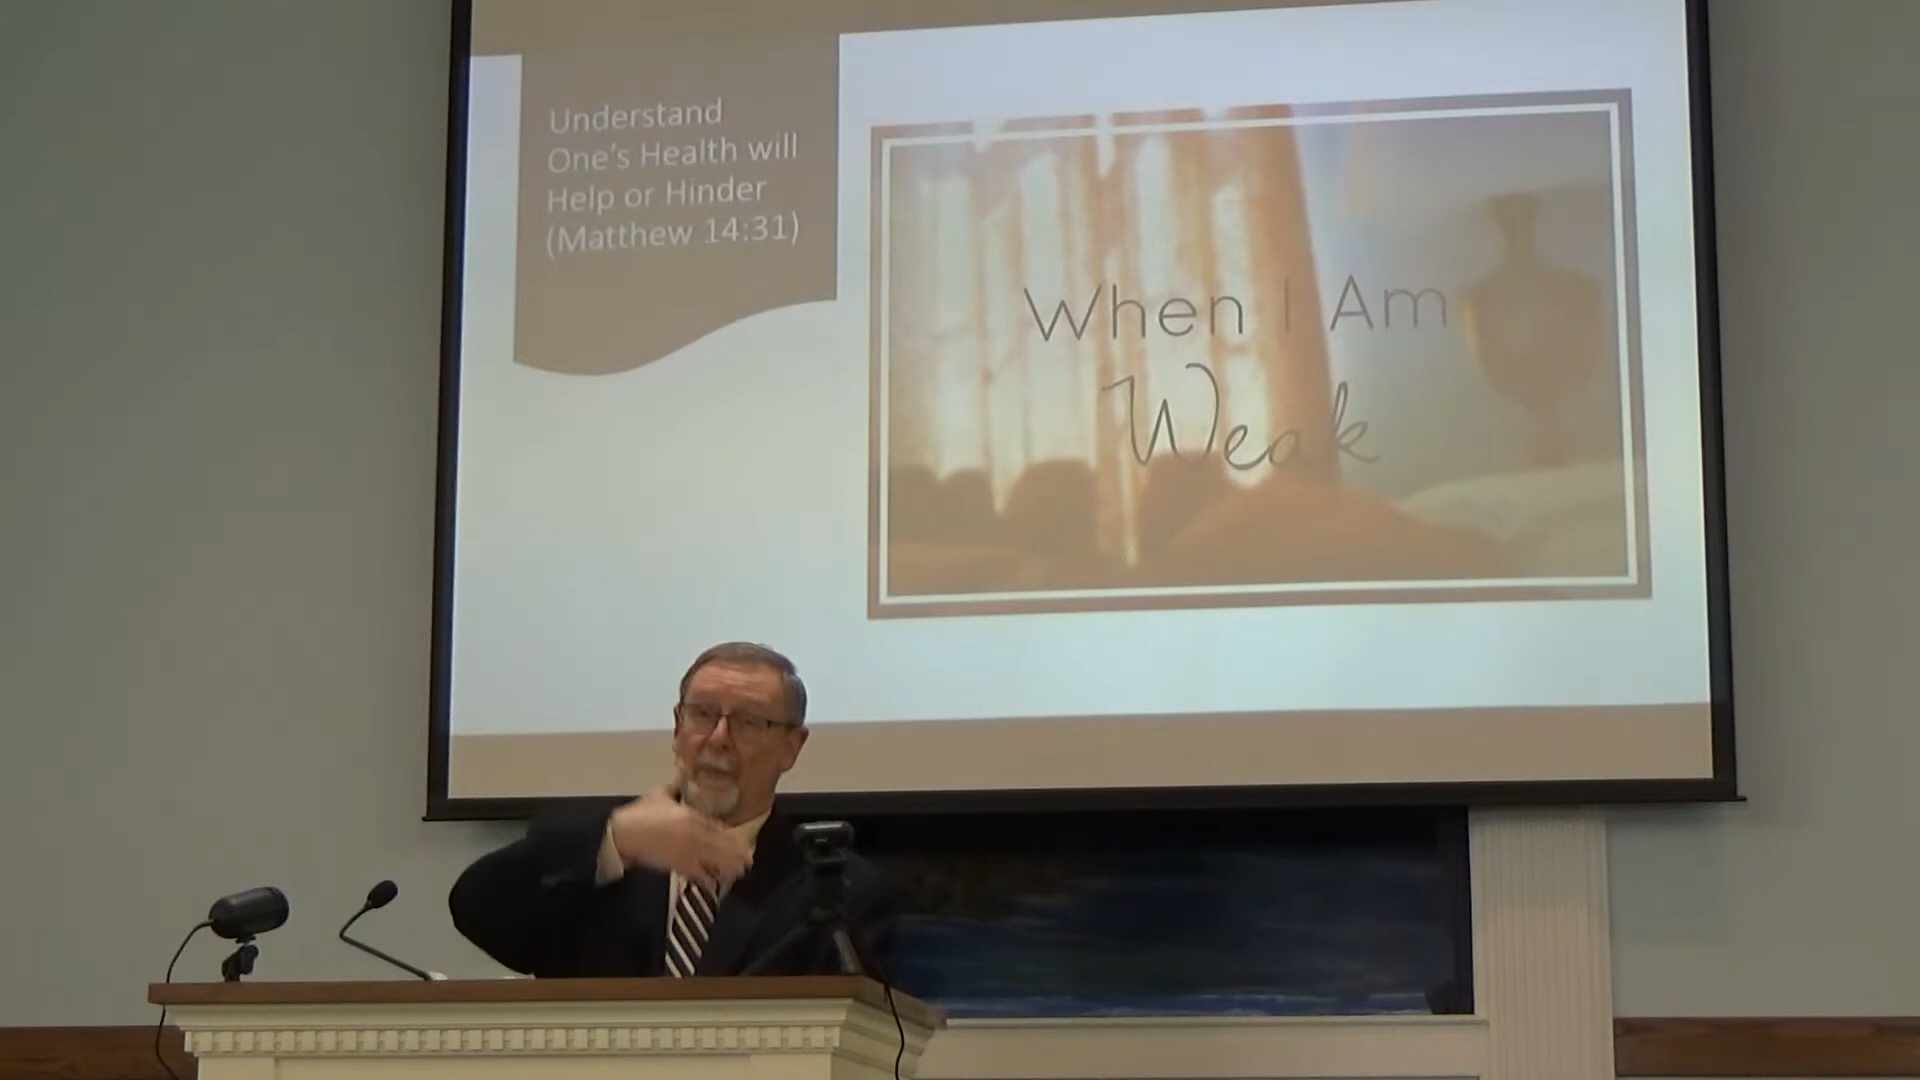 Understand
One's Health will
Help or Hinder
(Matthew 14:31)
When I Am
Weak